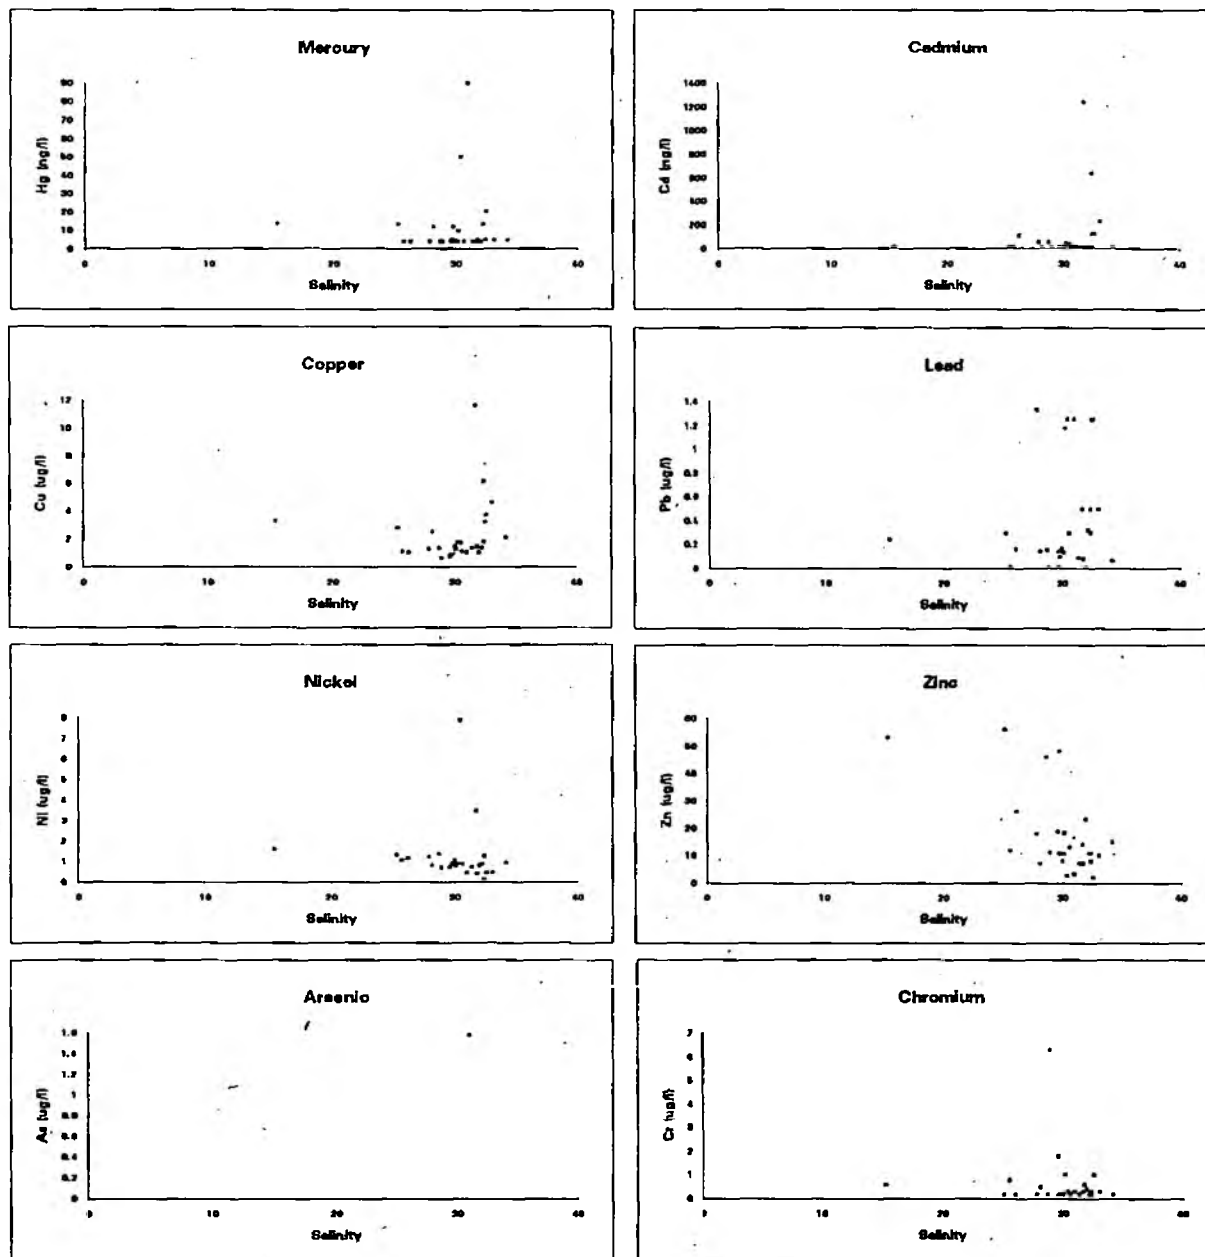 Mercury
90
80
70
60
50
40
30
20
10
0
Hg (ng/l)
0 10 20 30 40
Salinity
Cadmium
1400
1200
1000
800
600
400
200
0
Cd (ng/l)
0 10 20 30 40
Salinity
Copper
12
10
8
6
4
2
0
Cu (ug/l)
0 10 20 30 40
Salinity
Lead
1.4
1.2
1
0.8
0.6
0.4
0.2
0
Pb (ug/l)
0 10 20 30 40
Salinity
Nickel
8
7
6
5
4
3
2
1
0
Ni (ug/l)
0 10 20 30 40
Salinity
Zinc
60
50
40
30
20
10
0
Zn (ug/l)
0 10 20 30 40
Salinity
Arsenic
1.6
1.4
1.2
1
0.8
0.6
0.4
0.2
0
As (ug/l)
0 10 20 30 40
Salinity
Chromium
7
6
5
4
3
2
1
0
Cr (ug/l)
0 10 20 30 40
Salinity